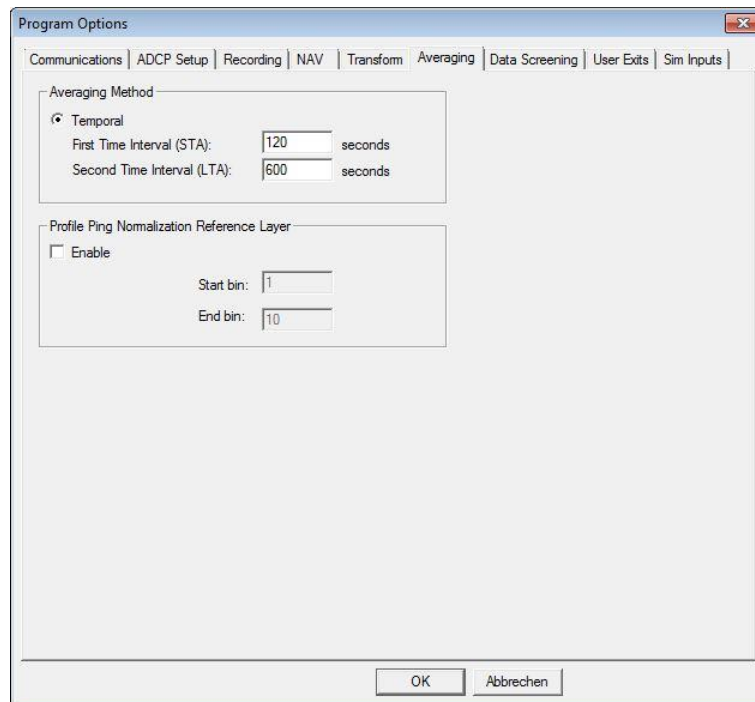 Program Options
Communications ADCP Setup Recording NAV Transform Averaging Data Screening User Exits Sim Inputs
Averaging Method
Temporal
First Time Interval (STA): 120 seconds
Second Time Interval (LTA): 600 seconds
Profile Ping Normalization Reference Layer
Enable
Start bin: 1
End bin: 10
OK Abbrechen